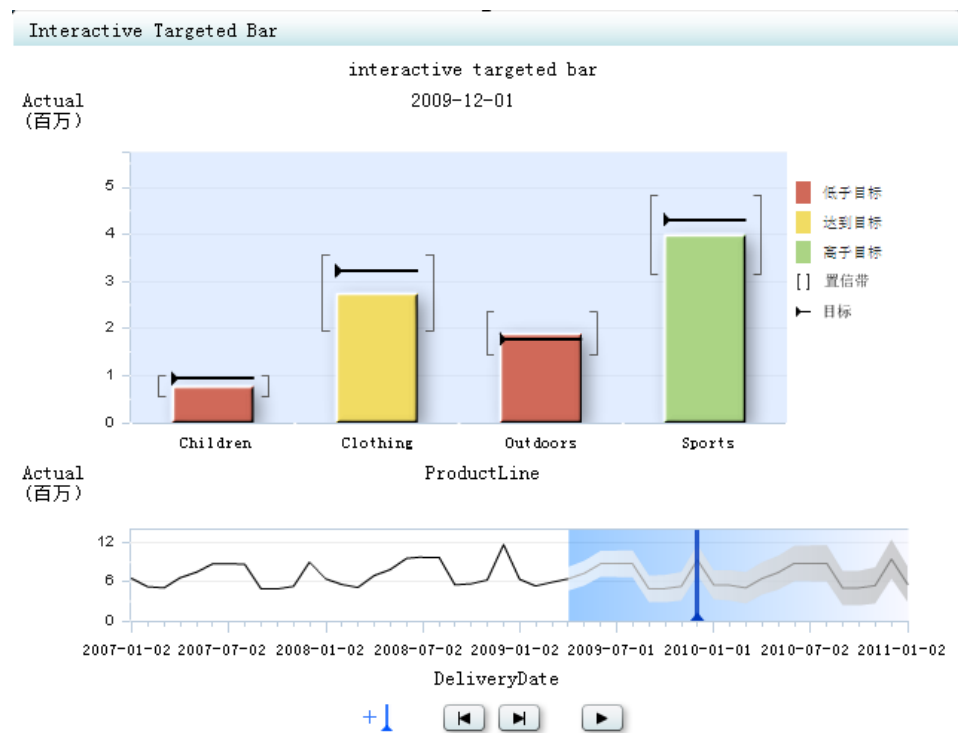 Interactive Targeted Bar
interactive targeted bar
2009-12-01
Actual
(百万)
5
4
3
2
1
0
低于目标
达到目标
高于目标
[] 置信带
目标
Children Clothing Outdoors Sports
ProductLine
Actual
(百万)
12
6
0
2007-01-02 2007-07-02 2008-01-02 2008-07-02 2009-01-02 2009-07-01 2010-01-01 2010-07-02 2011-01-02
DeliveryDate